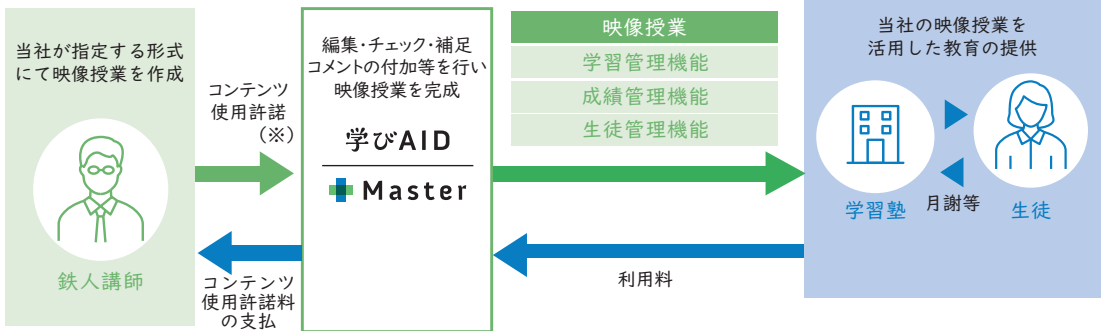 当社が指定する形式
にて映像授業を作成
鉄人講師
コンテンツ
使用許諾
(※)
コンテンツ
使用許諾料
の支払
編集・チェック・補足
コメントの付加等を行い
映像授業を完成
学びAID
Master
映像授業
学習管理機能
成績管理機能
生徒管理機能
利用料
当社の映像授業を
活用した教育の提供
学習塾
月謝等
生徒